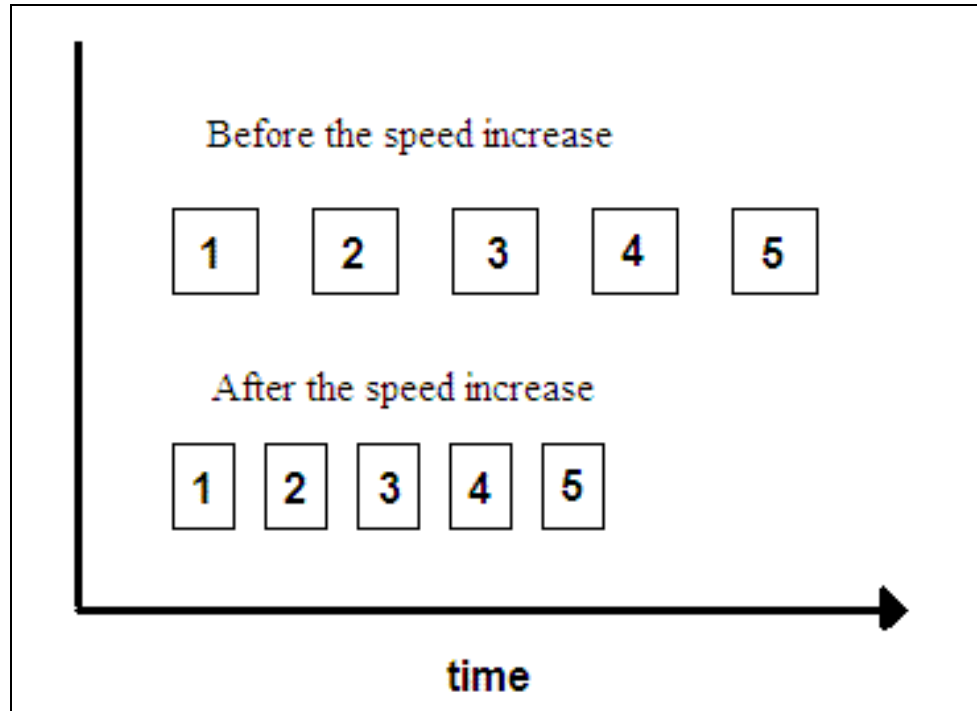 Before the speed increase
1 2 3 4 5
After the speed increase
1 2 3 4 5
time